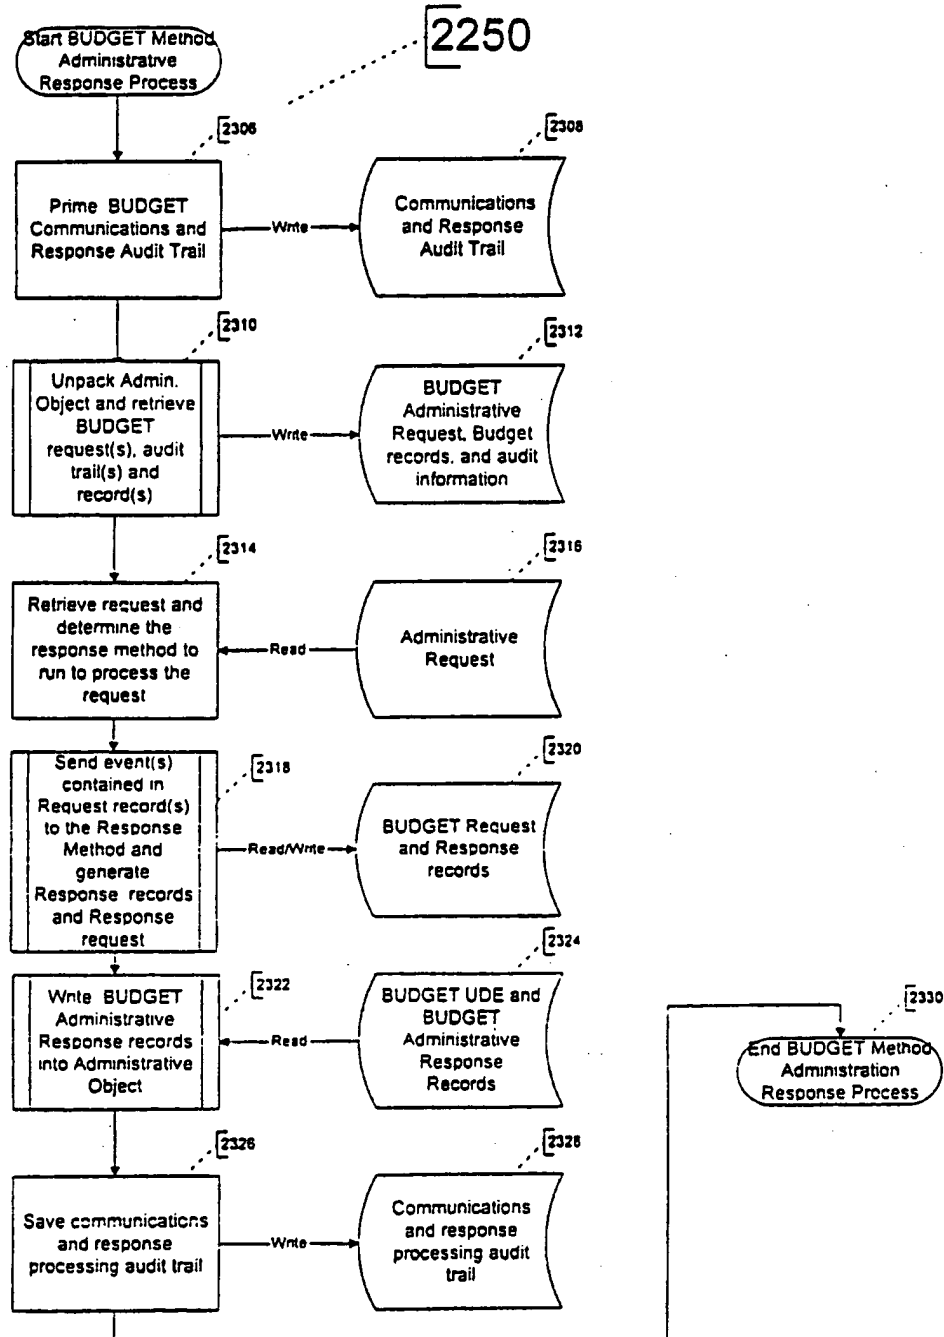 2250
Start BUDGET Method
Administrative
Response Process
2306
Prime BUDGET
Communications and
Response Audit Trail
Write
2308
Communications
and Response
Audit Trail
2310
Unpack Admin.
Object and retrieve
BUDGET
request(s), audit
trail(s) and
record(s)
Write
2312
BUDGET
Administrative
Request, Budget
records, and audit
information
2314
Retrieve request and
determine the
response method to
run to process the
request
Read
2316
Administrative
Request
2318
Send event(s)
contained in
Request record(s)
to the Response
Method and
generate
Response records
and Response
request
Read/Write
2320
BUDGET Request
and Response
records
2322
Write BUDGET
Administrative
Response records
into Administrative
Object
Read
2324
BUDGET UDE and
BUDGET
Administrative
Response
Records
2326
Save communications
and response
processing audit trail
Write
2328
Communications
and response
processing audit
trail
2330
End BUDGET Method
Administration
Response Process